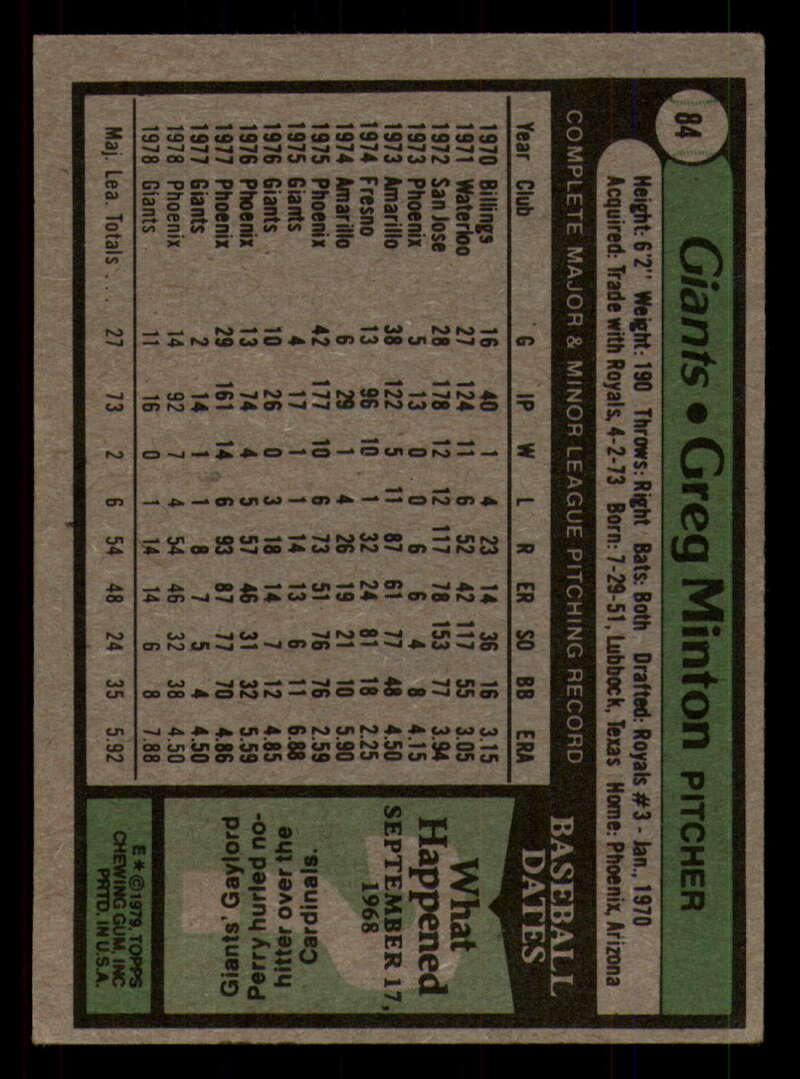 84
Giants • Greg Minton PITCHER
Height: 6'2" Weight: 190 Throws: Right Bats: Both Drafted: Royals #3 - Jan., 1970
Acquired: Trade with Royals, 4-2-73 Born: 7-29-51, Lubbock, Texas Home: Phoenix, Arizona
COMPLETE MAJOR & MINOR LEAGUE PITCHING RECORD
Year Club G IP W L R ER SO BB ERA
1970 Billings 16 40 1 4 23 14 36 16 3.15
1971 Waterloo 27 124 11 6 52 42 117 55 3.05
1972 San Jose 28 178 12 12 117 78 153 77 3.94
1973 Phoenix 5 13 0 0 6 6 4 8 4.15
1973 Amarillo 38 122 5 11 87 61 77 48 4.50
1974 Fresno 13 96 10 1 32 24 81 18 2.25
1974 Amarillo 6 29 1 4 26 19 21 10 5.90
1975 Phoenix 42 177 10 6 73 51 76 76 2.59
1975 Giants 4 17 1 1 14 13 6 11 6.88
1976 Giants 10 26 0 3 18 14 7 12 4.85
1976 Phoenix 13 74 4 5 57 46 31 32 5.59
1977 Phoenix 29 161 14 6 93 87 77 70 4.86
1977 Giants 2 14 1 1 8 7 5 4 4.50
1978 Phoenix 14 92 7 4 54 46 32 38 4.50
1978 Giants 11 16 0 1 14 14 6 8 7.88
Maj. Lea. Totals . . . 27 73 2 6 54 48 24 35 5.92
BASEBALL
DATES
What
Happened
SEPTEMBER 17,
1968
Giants' Gaylord
Perry hurled no-
hitter over the
Cardinals.
E * © 1979 TOPPS
CHEWING GUM, INC.
PRTD. IN U.S.A.